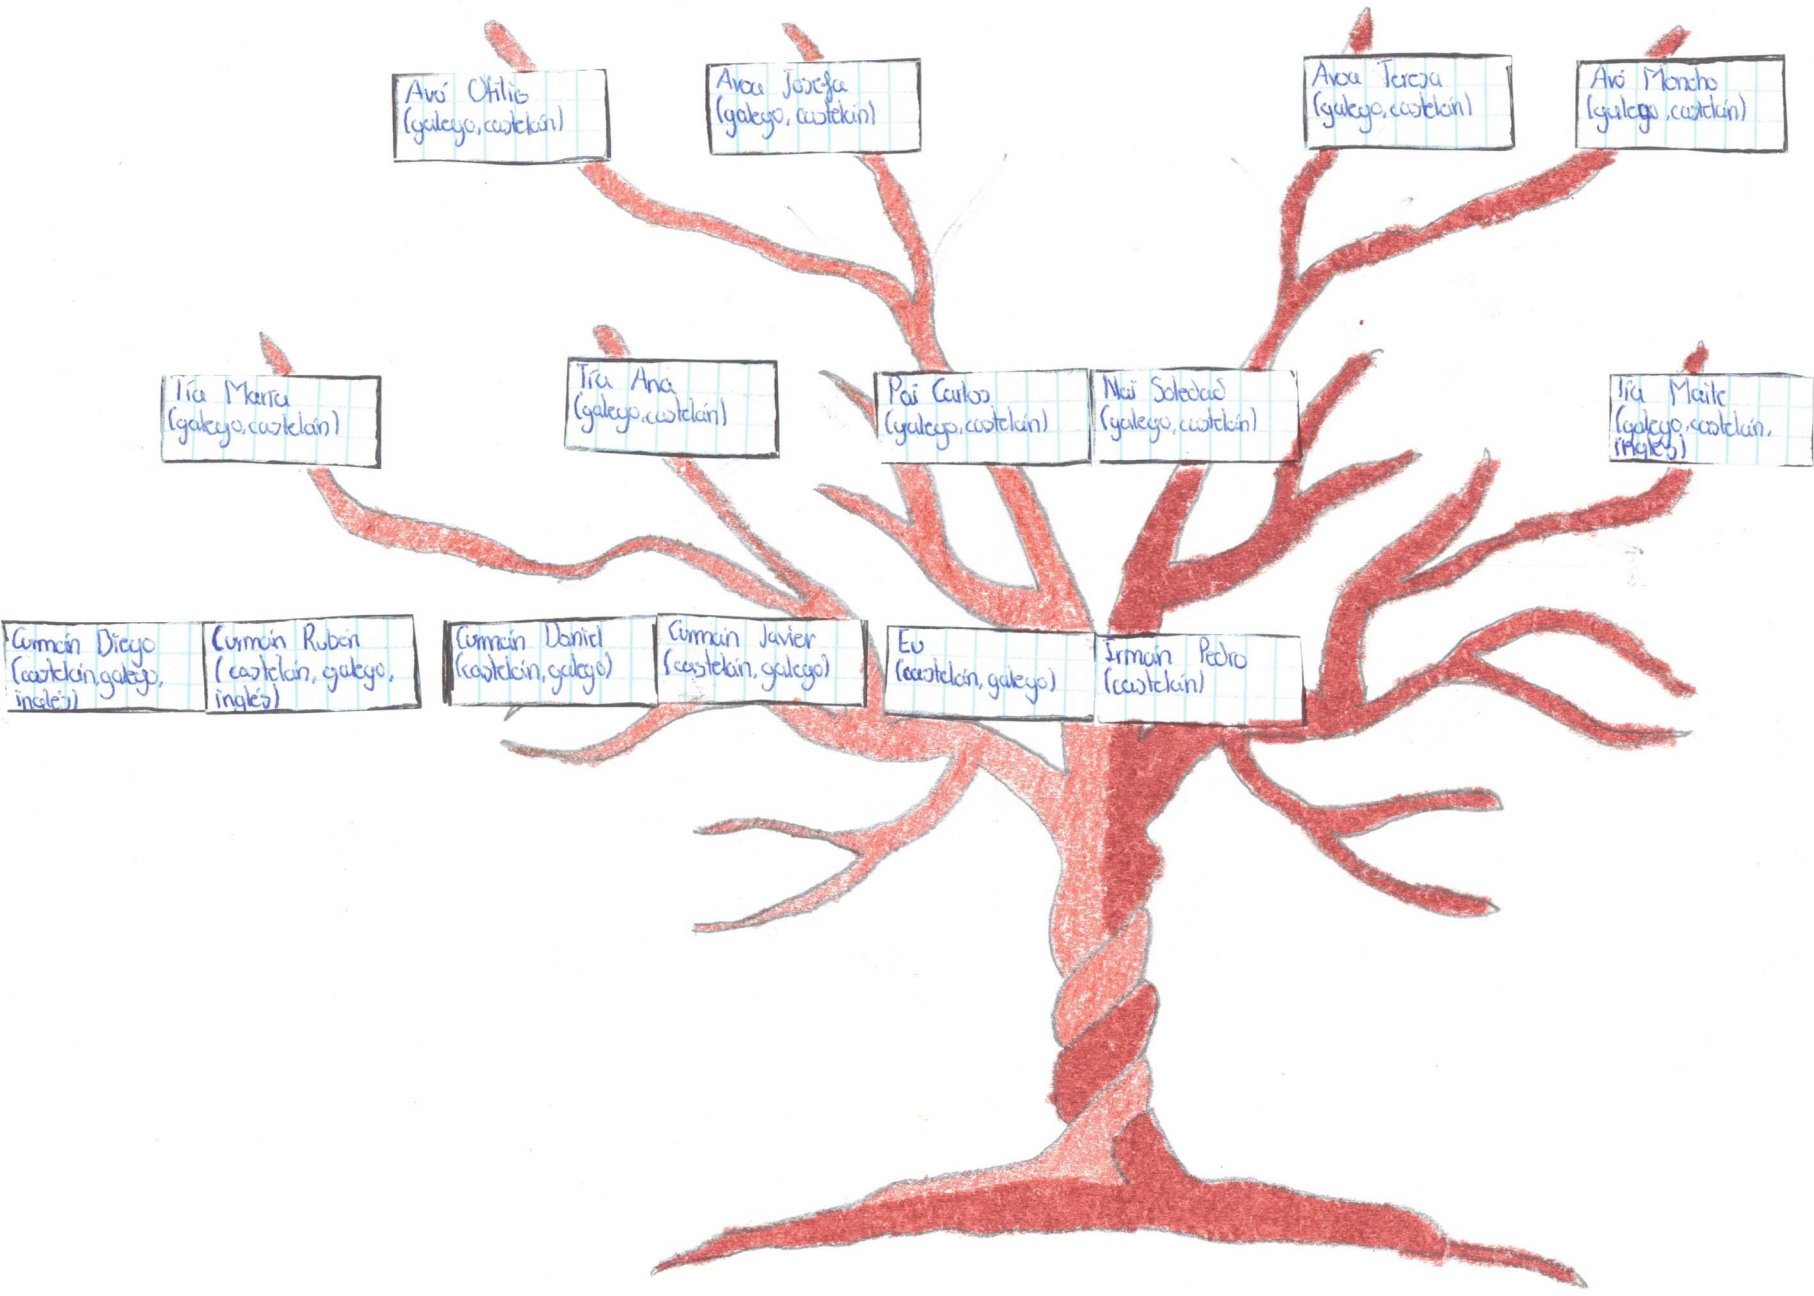 Avó Otilio
(galego, castelán)
Avoa Josefa
(galego, castelán)
Avoa Teresa
(galego, castelán)
Avó Moncho
(galego, castelán)
Tía María
(galego, castelán)
Tía Ana
(galego, castelán)
Pai Carlos
(galego, castelán)
Nai Soledad
(galego, castelán)
Tía Maite
(galego, castelán,
inglés)
Curmán Diego
(castelán, galego,
inglés)
Curmán Rubén
(castelán, galego,
inglés)
Curmán Daniel
(castelán, galego)
Curmán Javier
(castelán, galego)
Eu
(castelán, galego)
Irmán Pedro
(castelán)